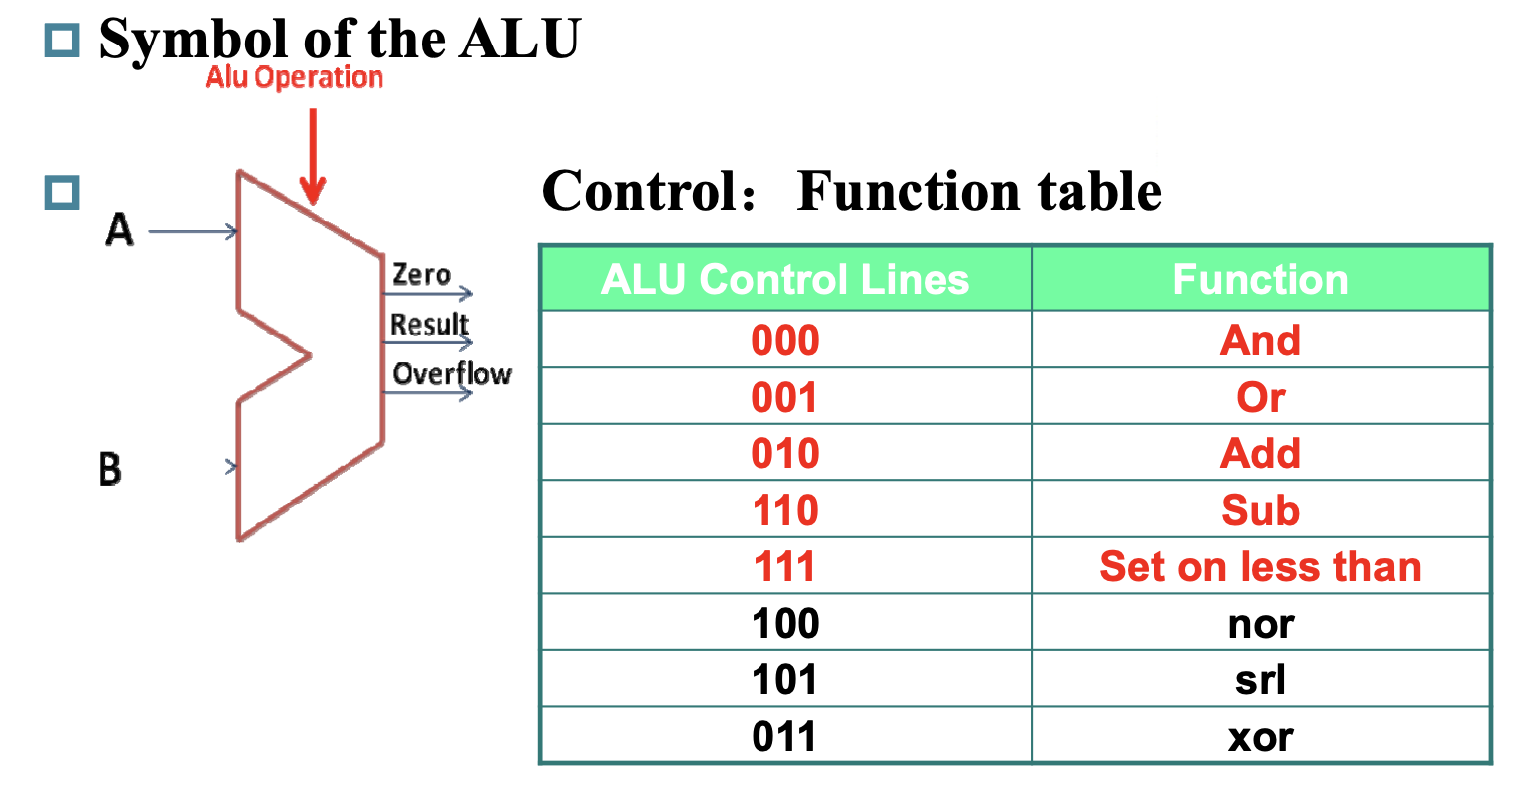 Symbol of the ALU
Alu Operation
A
B
Zero
Result
Overflow
Control：Function table
ALU Control Lines Function
000 And
001 Or
010 Add
110 Sub
111 Set on less than
100 nor
101 srl
011 xor